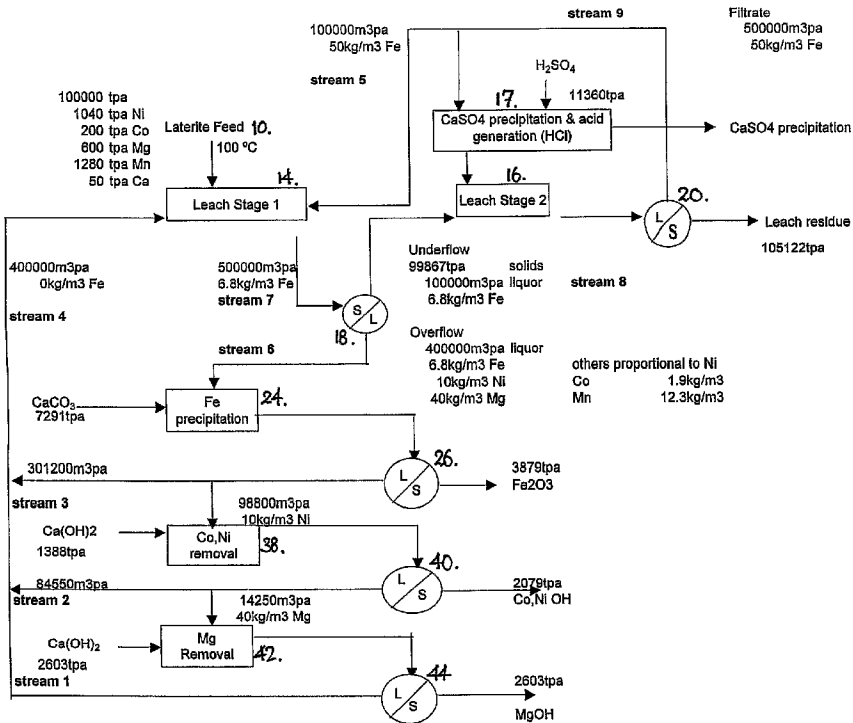 stream 9
Filtrate
500000m3pa
50kg/m3 Fe
100000m3pa
50kg/m3 Fe
stream 5
H2SO4
11360tpa
17.
CaSO4 precipitation & acid
generation (HCl)
CaSO4 precipitation
100000 tpa
1040 tpa Ni
200 tpa Co
600 tpa Mg
1280 tpa Mn
50 tpa Ca
Laterite Feed 10.
100 ºC
14.
Leach Stage 1
16.
Leach Stage 2
20.
L
S
Leach residue
105122tpa
400000m3pa
0kg/m3 Fe
stream 4
500000m3pa
6.8kg/m3 Fe
stream 7
S
L
18.
Underflow
99867tpa solids
100000m3pa liquor
6.8kg/m3 Fe
stream 8
Overflow
400000m3pa liquor
6.8kg/m3 Fe
10kg/m3 Ni
40kg/m3 Mg
others proportional to Ni
Co 1.9kg/m3
Mn 12.3kg/m3
stream 6
CaCO3
7291tpa
Fe
precipitation
24.
26.
L
S
3879tpa
Fe2O3
301200m3pa
stream 3
98800m3pa
10kg/m3 Ni
Ca(OH)2
1388tpa
Co,Ni
removal
38.
40.
L
S
2079tpa
Co,Ni OH
84550m3pa
stream 2
14250m3pa
40kg/m3 Mg
Ca(OH)2
2603tpa
Mg
Removal
42.
44
L
S
2603tpa
MgOH
stream 1